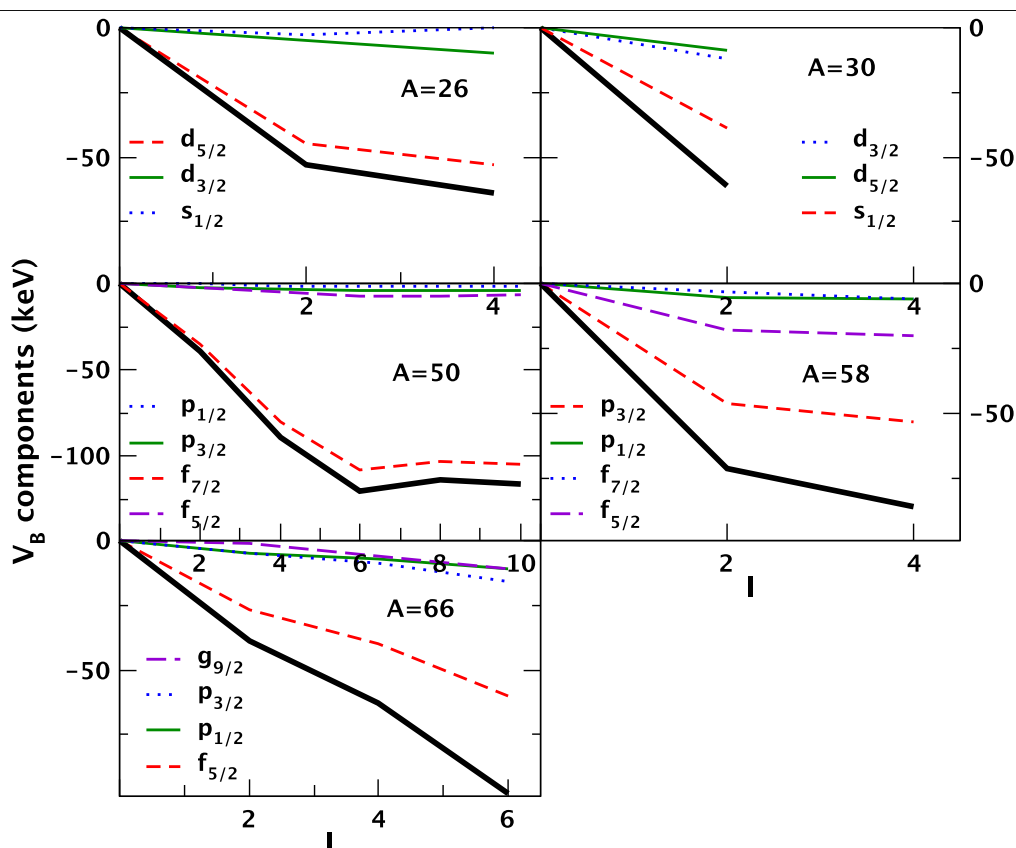 0
−50
A=26
d5/2
d3/2
s1/2
2
4
0
−50
A=30
d3/2
d5/2
s1/2
VB components (keV)
0
−50
−100
A=50
p1/2
p3/2
f7/2
f5/2
2
4
6
8
10
0
−50
A=58
p3/2
p1/2
f7/2
f5/2
2
4
I
0
−50
A=66
g9/2
p3/2
p1/2
f5/2
2
4
6
I